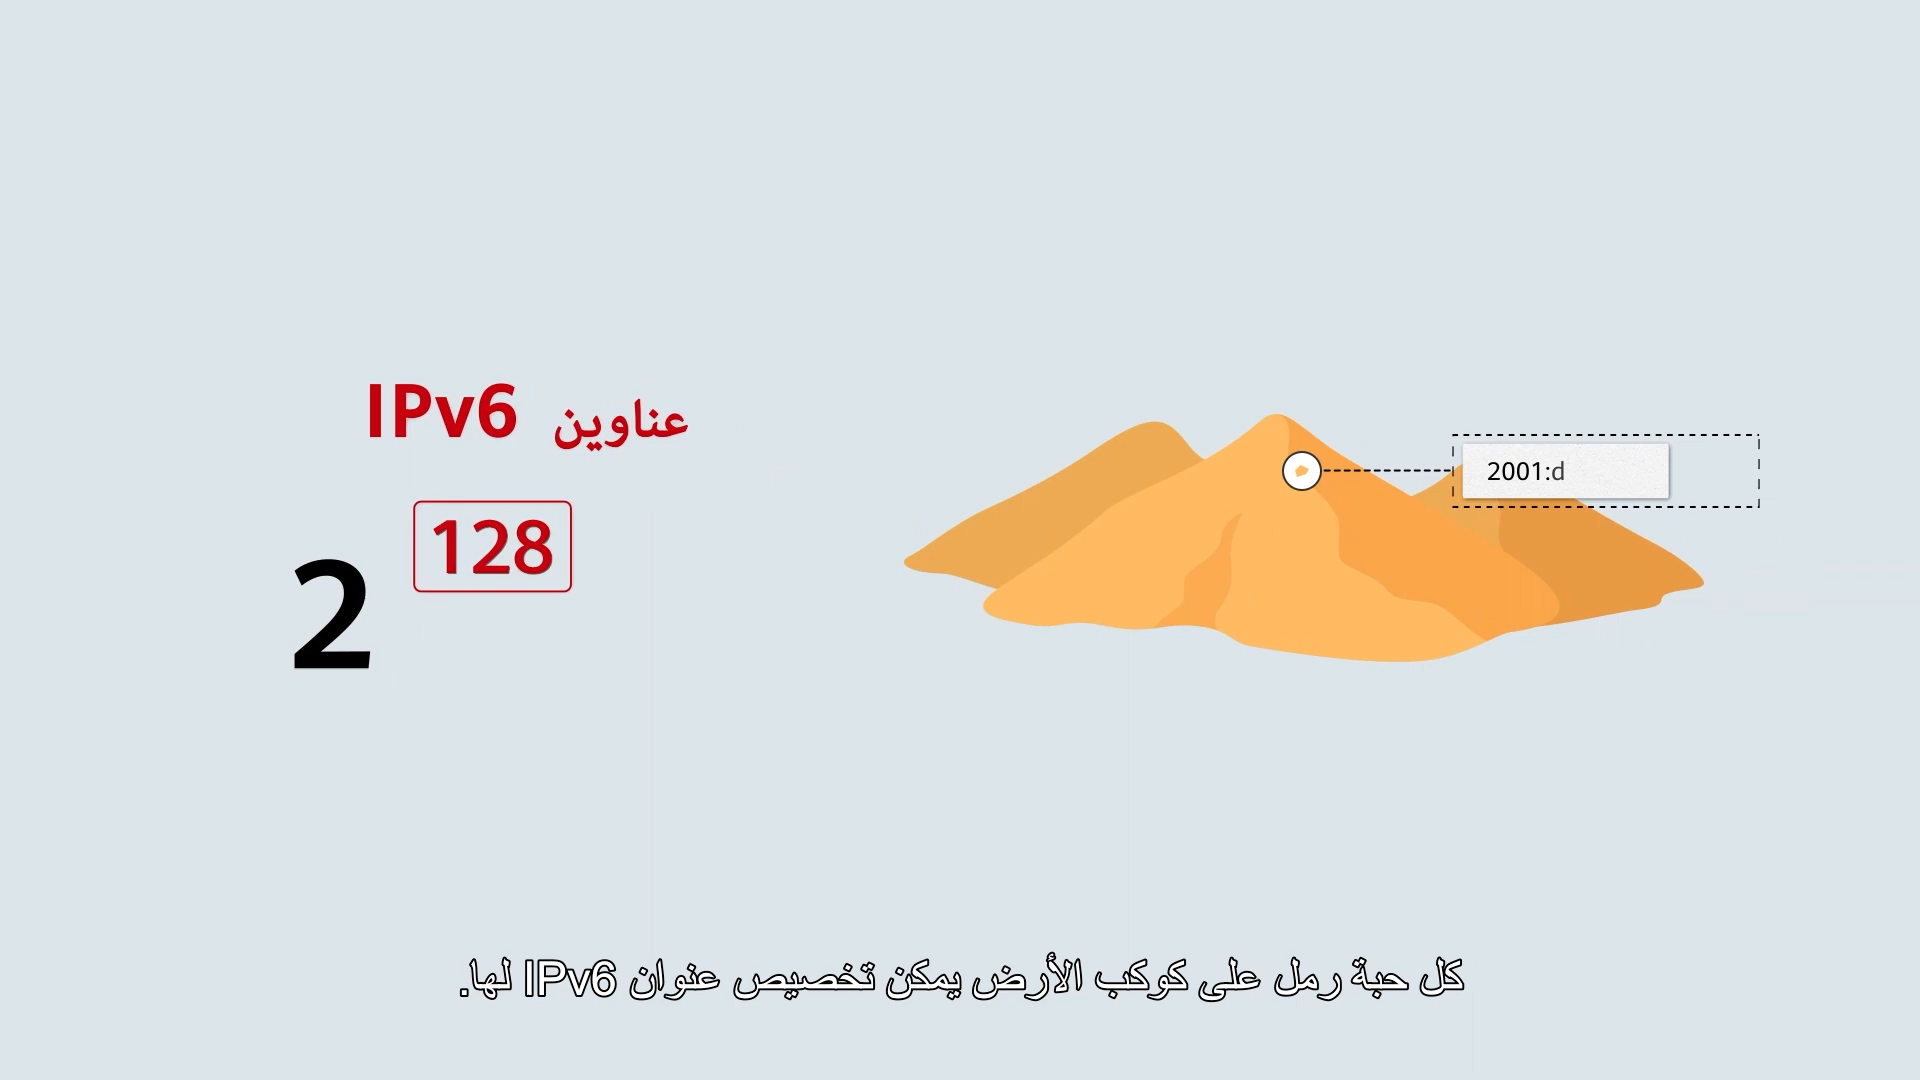 عناوين IPv6
2
128
2001:d
كل حبة رمل على كوكب الأرض يمكن تخصيص عنوان IPv6 لها.